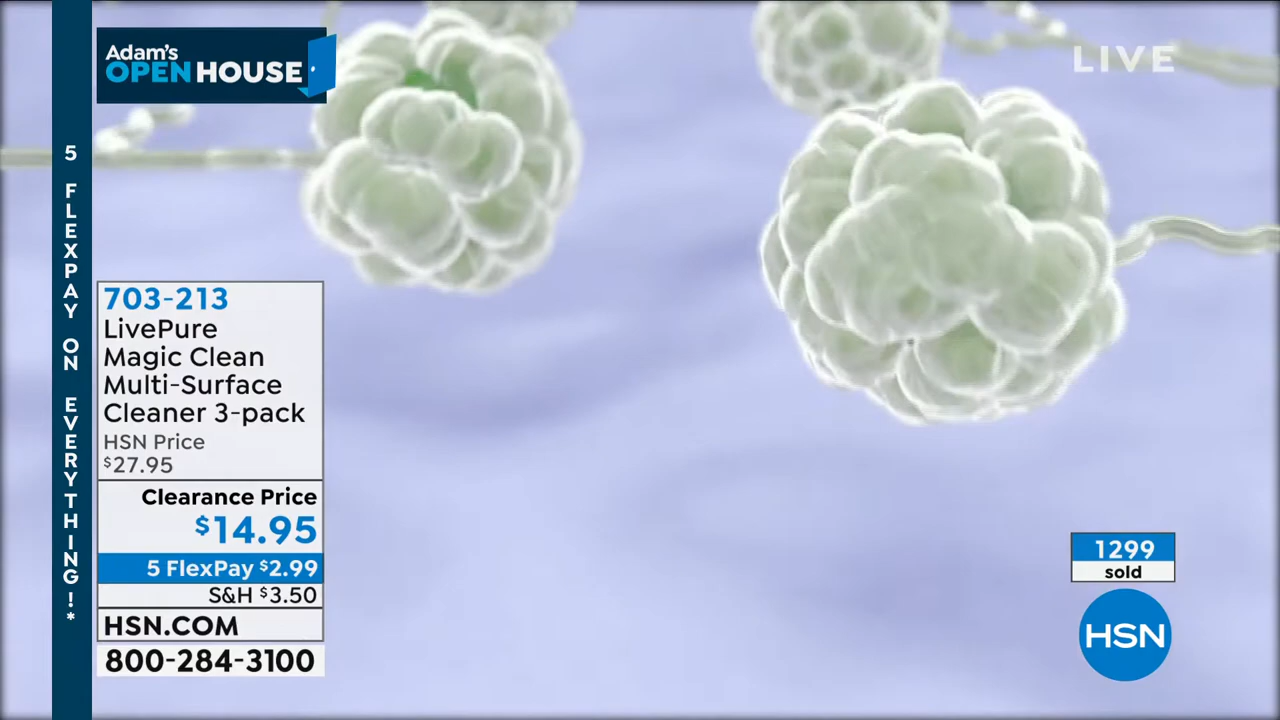 Adam's
OPEN HOUSE
LIVE
5 FLEXPAY ON EVERYTHING!*
703-213
LivePure
Magic Clean
Multi-Surface
Cleaner 3-pack
HSN Price
$27.95
Clearance Price
$14.95
5 FlexPay $2.99
S&H $3.50
HSN.COM
800-284-3100
1299
sold
HSN